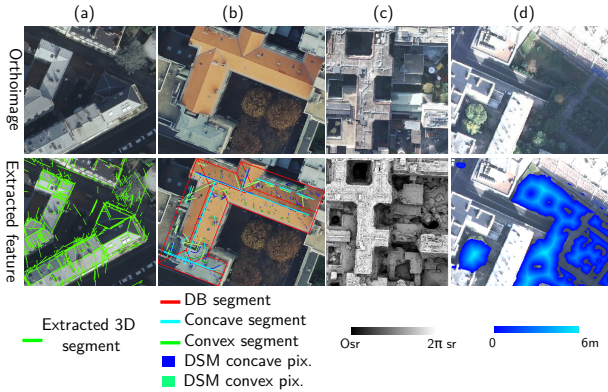 (a) (b) (c) (d)
Orthoimage
Extracted feature
Extracted 3D
segment
DB segment
Concave segment
Convex segment
DSM concave pix.
DSM convex pix.
0sr 2π sr
0 6m